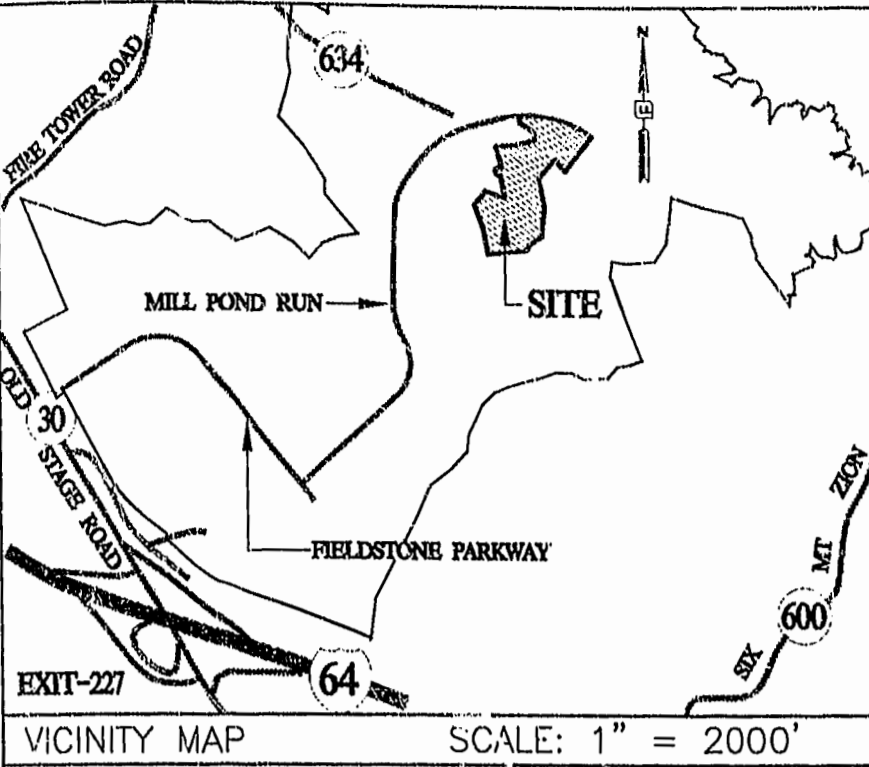 FIRE TOWER ROAD
634
N
MILL POND RUN
SITE
OLD
30
STAGE ROAD
FIELDSTONE PARKWAY
ZION
MT
600
SIX
EXIT-227
64
VICINITY MAP
SCALE: 1" = 2000'